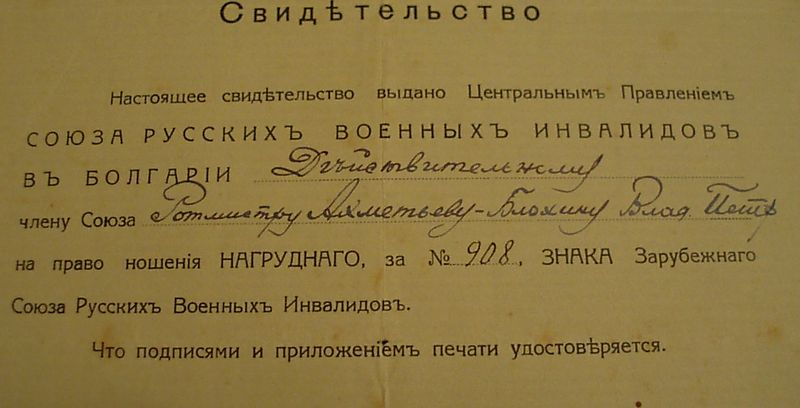 Свидѣтельство
Настоящее свидѣтельство выдано Центральнымъ Правленіемъ
СОЮЗА РУССКИХЪ ВОЕННЫХЪ ИНВАЛИДОВЪ
ВЪ БОЛГАРІИ Дѣйствительному
члену Союза Ротмистру Ахметьеву-Блохину Влад. Петр
на право ношенія НАГРУДНАГО, за № 908, ЗНАКА Зарубежнаго
Союза Русскихъ Военныхъ Инвалидовъ.
Что подписями и приложеніемъ печати удостовѣряется.